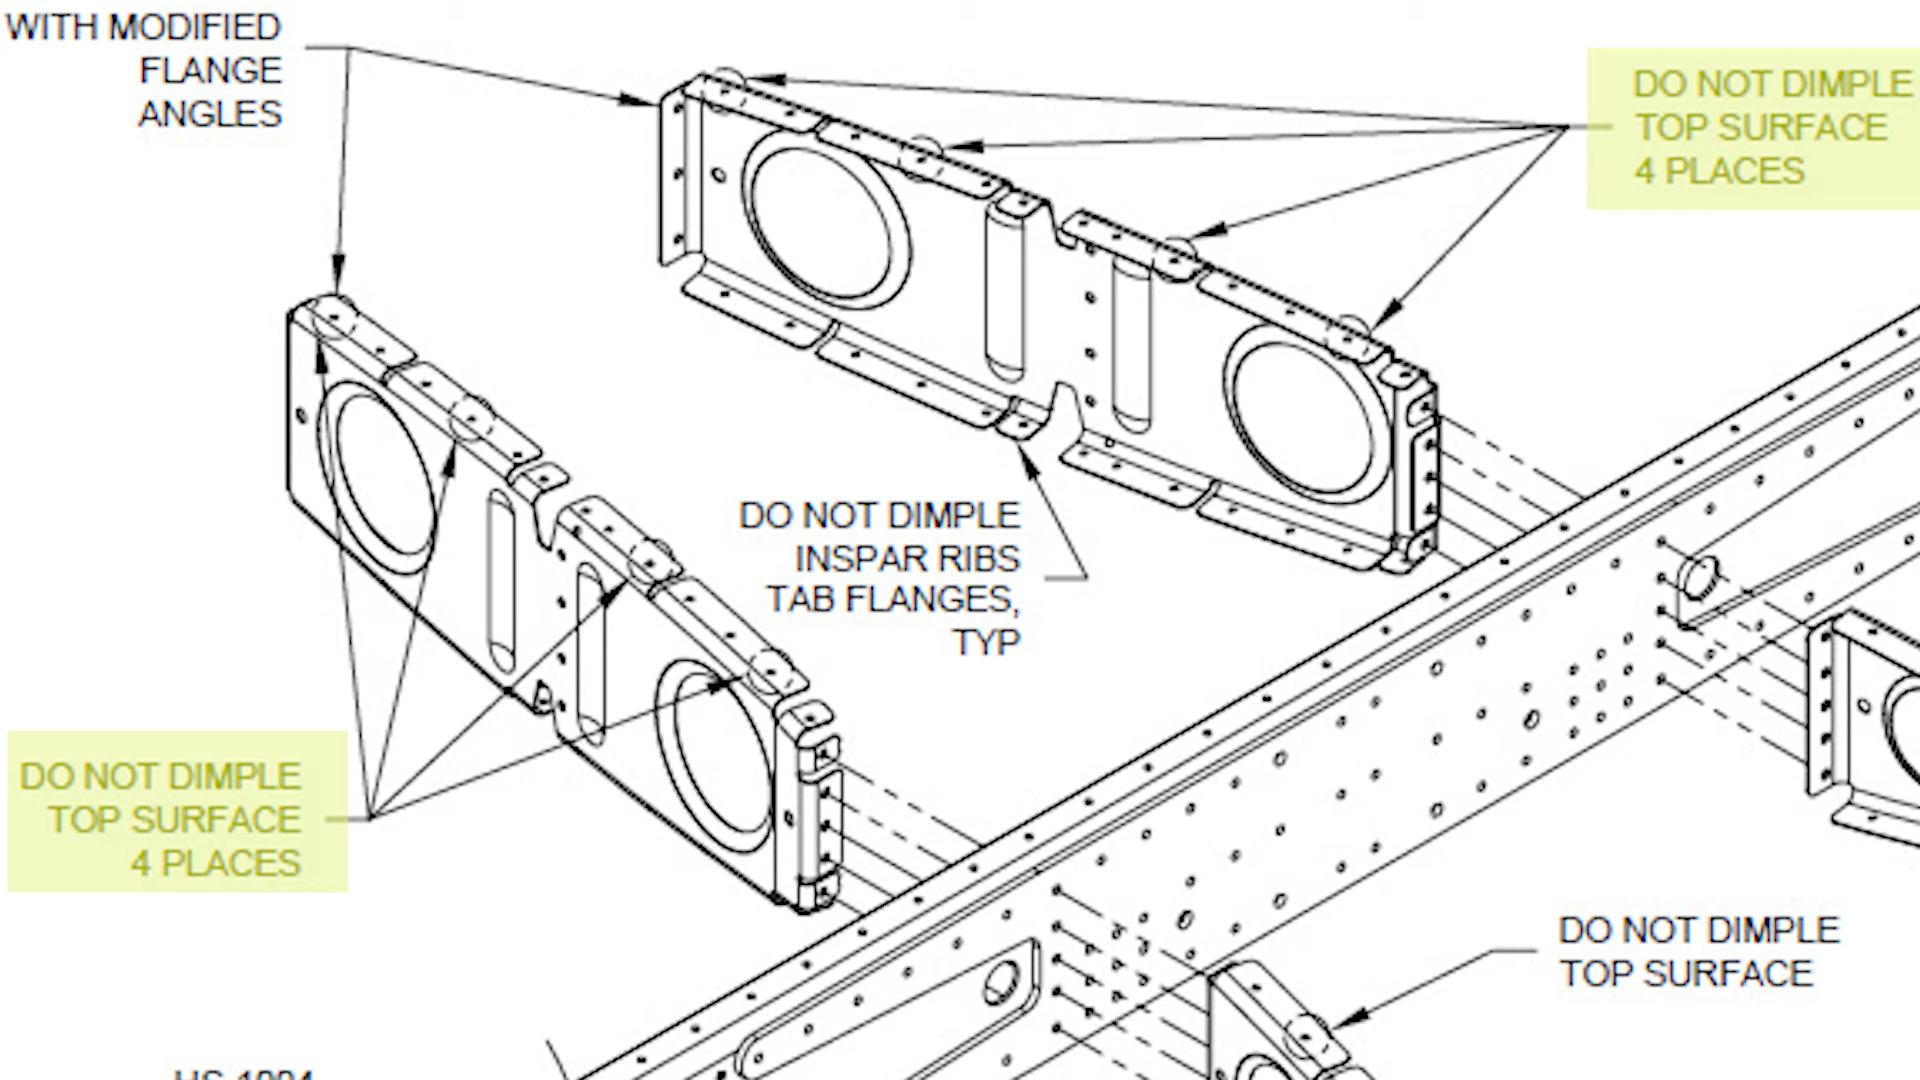 WITH MODIFIED
FLANGE
ANGLES
DO NOT DIMPLE
TOP SURFACE
4 PLACES
DO NOT DIMPLE
INSPAR RIBS
TAB FLANGES,
TYP
DO NOT DIMPLE
TOP SURFACE
4 PLACES
DO NOT DIMPLE
TOP SURFACE